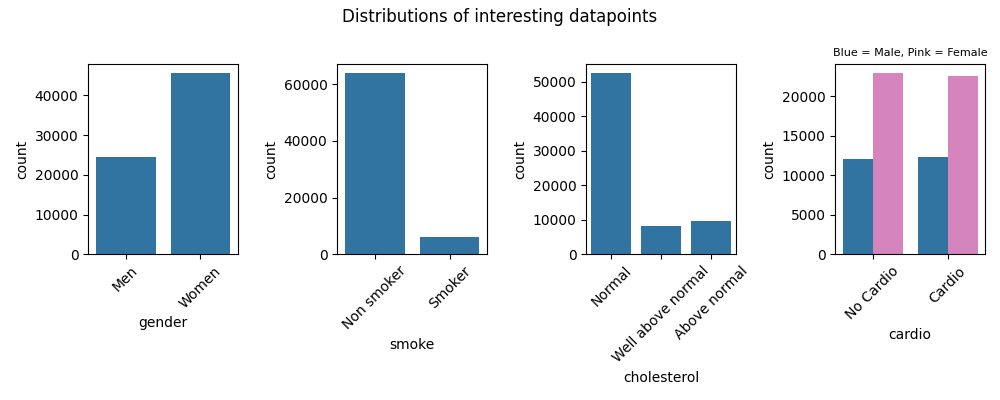 Distributions of interesting datapoints
count
40000
30000
20000
10000
0
Men
Women
gender
count
60000
40000
20000
0
Non smoker
Smoker
smoke
count
50000
40000
30000
20000
10000
0
Normal
Well above normal
Above normal
cholesterol
Blue = Male, Pink = Female
count
20000
15000
10000
5000
0
No Cardio
Cardio
cardio